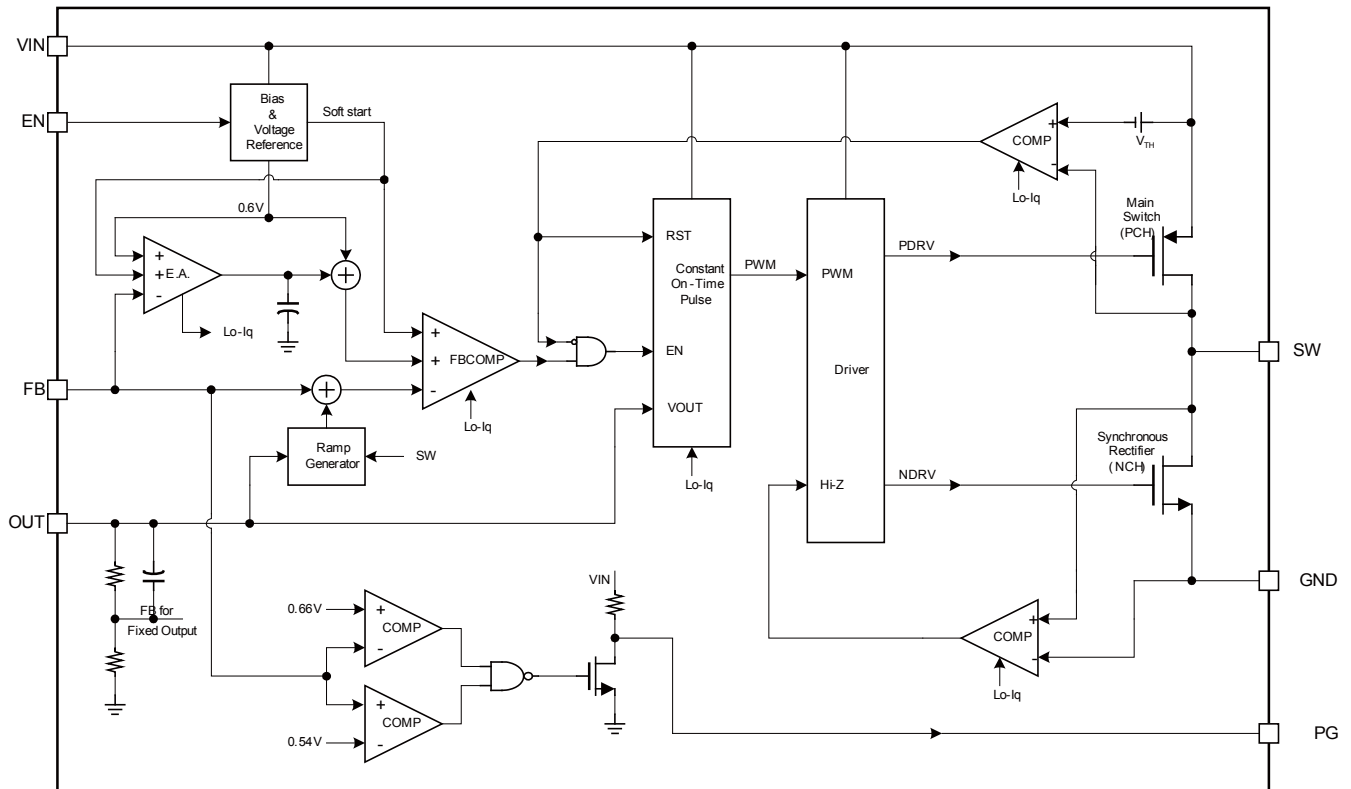 VIN
EN
Bias
&
Voltage
Reference
Soft start
0.6V
+
+
-
E.A.
Lo-Iq
+
+
-
FBCOMP
Lo-Iq
FB
Ramp
Generator
SW
OUT
FB for
Fixed Output
RST
Constant
On-Time
Pulse
EN
VOUT
Lo-Iq
PWM
PWM
Driver
Hi-Z
PDRV
NDRV
+
-
COMP
Lo-Iq
VTH
Main
Switch
(PCH)
SW
Synchronous
Rectifier
(NCH)
GND
+
-
COMP
Lo-Iq
0.66V
+
-
COMP
0.54V
+
-
COMP
VIN
PG